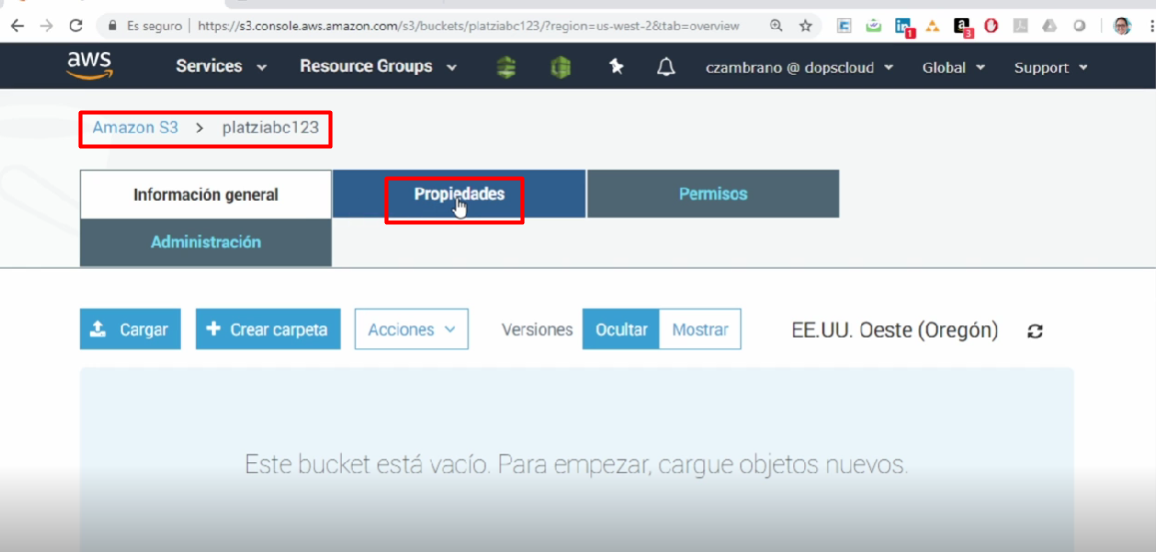 Es seguro | https://s3.console.aws.amazon.com/s3/buckets/platziabc123/?region=us-west-2&tab=overview
1
a
3
aws
Services
Resource Groups
czambrano @ dopscloud
Global
Support
Amazon S3 > platziabc123
Información general
Propiedades
Permisos
Administración
Cargar
Crear carpeta
Acciones
Versiones
Ocultar
Mostrar
EE.UU. Oeste (Oregón)
Este bucket está vacío. Para empezar, cargue objetos nuevos.